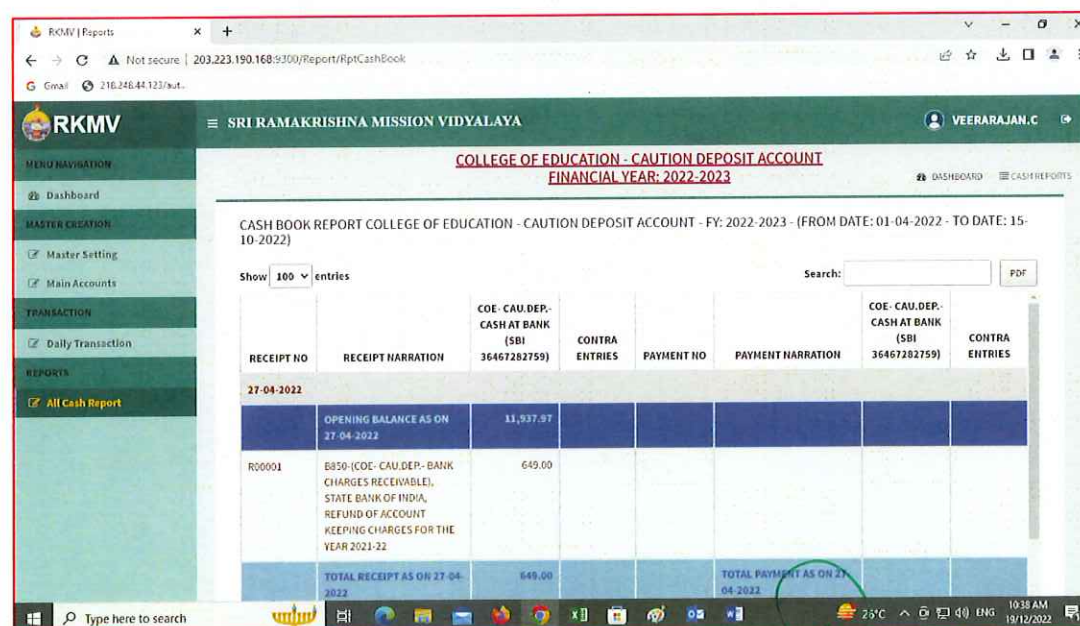 RKMV | Reports × +
Not secure | 203.223.190.168:9300/Report/RptCashBook
Gmail 218.248.44.123/aut...
RKMV
SRI RAMAKRISHNA MISSION VIDYALAYA
VEERARAJAN.C
MENU NAVIGATION
Dashboard
MASTER CREATION
Master Setting
Main Accounts
TRANSACTION
Daily Transaction
REPORTS
All Cash Report
COLLEGE OF EDUCATION - CAUTION DEPOSIT ACCOUNT
FINANCIAL YEAR: 2022-2023
DASHBOARD CASH REPORTS
CASH BOOK REPORT COLLEGE OF EDUCATION - CAUTION DEPOSIT ACCOUNT - FY: 2022-2023 - (FROM DATE: 01-04-2022 - TO DATE: 15-
10-2022)
Show 100 entries
Search:
PDF
RECEIPT NO
RECEIPT NARRATION
COE- CAU.DEP.-
CASH AT BANK
(SBI
36467282759)
CONTRA
ENTRIES
PAYMENT NO
PAYMENT NARRATION
COE- CAU.DEP.-
CASH AT BANK
(SBI
36467282759)
CONTRA
ENTRIES
27-04-2022
OPENING BALANCE AS ON
27-04-2022
11,937.97
R00001
B850-(COE- CAU.DEP.- BANK
CHARGES RECEIVABLE),
STATE BANK OF INDIA,
REFUND OF ACCOUNT
KEEPING CHARGES FOR THE
YEAR 2021-22
649.00
TOTAL RECEIPT AS ON 27-04-
2022
649.00
TOTAL PAYMENT AS ON 27-
04-2022
Type here to search
26°C
ENG
10:38 AM
19/12/2022